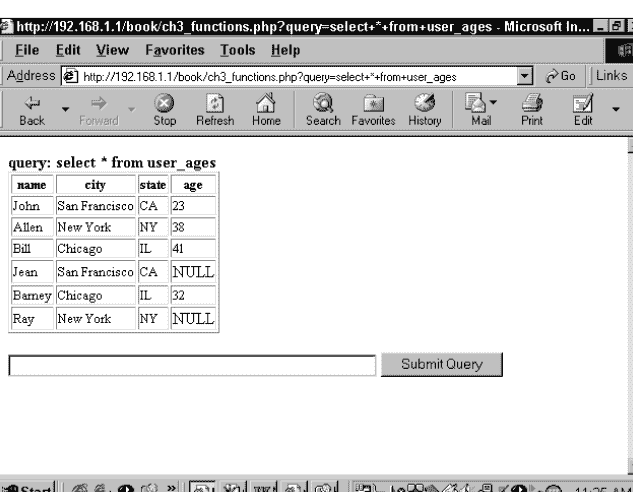 http://192.168.1.1/book/ch3_functions.php?query=select+*+from+user_ages - Microsoft In...
File Edit View Favorites Tools Help
Address http://192.168.1.1/book/ch3_functions.php?query=select+*+from+user_ages Go Links
Back Forward Stop Refresh Home Search Favorites History Mail Print Edit
query: select * from user_ages
name city state age
John San Francisco CA 23
Allen New York NY 38
Bill Chicago IL 41
Jean San Francisco CA NULL
Barney Chicago IL 32
Ray New York NY NULL
Submit Query
Start 11:25 AM